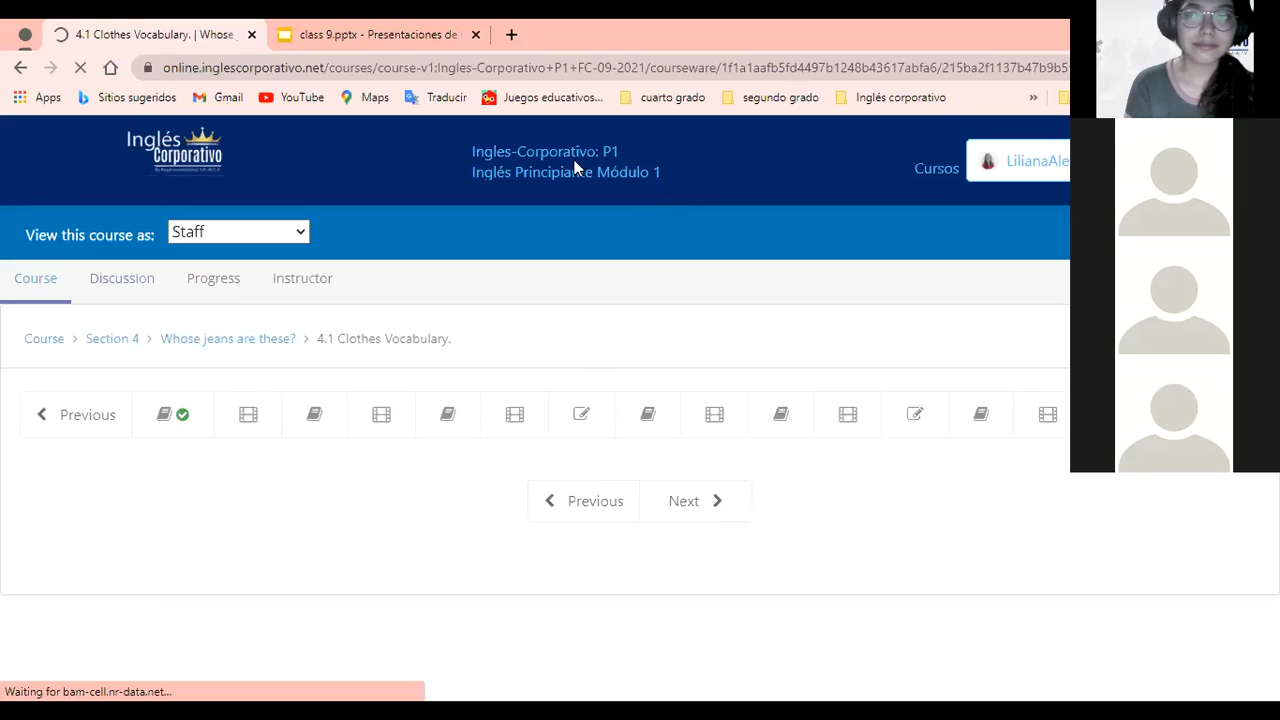 4.1 Clothes Vocabulary. | Whose
class 9.pptx - Presentaciones de
online.inglescorporativo.net/courses/course-v1:Ingles-Corporativo+P1+FC-09-2021/courseware/1f1a1aafb5fd4297b1248b43617abfa6/215ba2f1137b47b9b5
Apps
Sitios sugeridos
Gmail
YouTube
Maps
Traducir
Juegos educativos...
cuarto grado
segundo grado
Inglés corporativo
»
Inglés
Corporativo
Ingles-Corporativo: P1
Inglés Principiante Módulo 1
Cursos
LilianaAle
View this course as:
Staff
Course
Discussion
Progress
Instructor
Course > Section 4 > Whose jeans are these? > 4.1 Clothes Vocabulary.
Previous
Previous
Next
Waiting for bam-cell.nr-data.net...